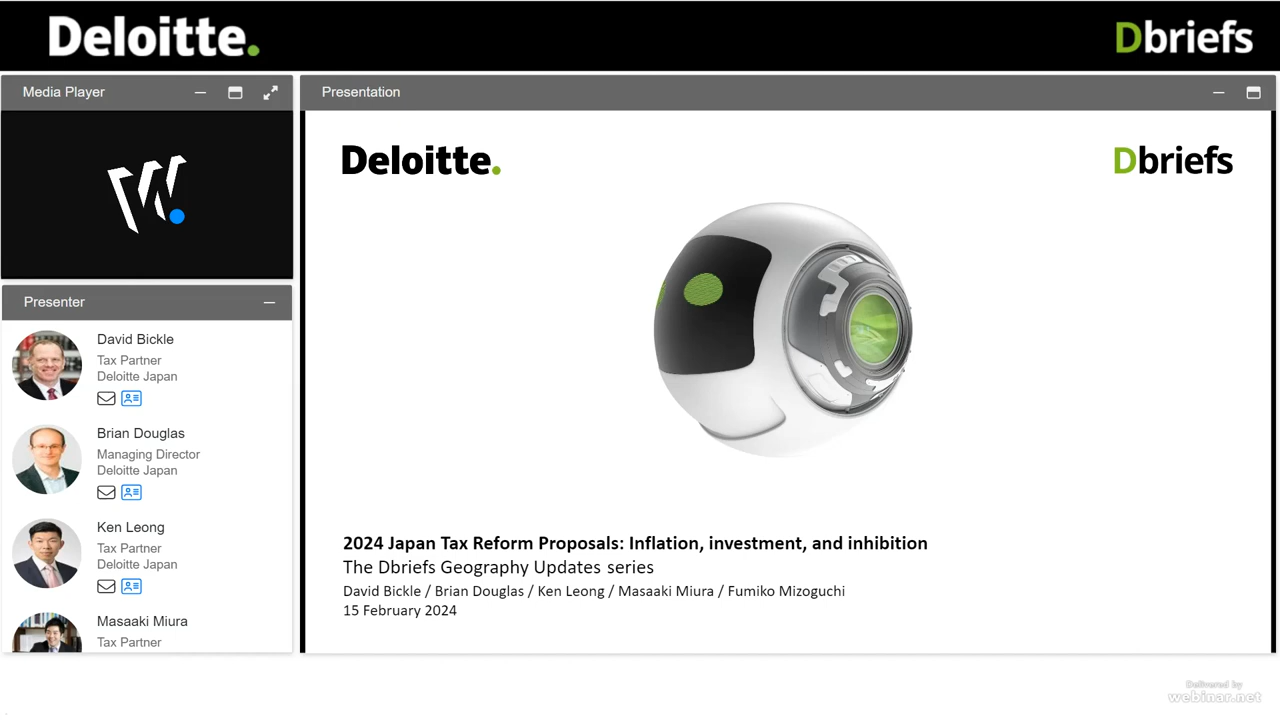 Deloitte.
Dbriefs
Media Player
Presenter
David Bickle
Tax Partner
Deloitte Japan
Brian Douglas
Managing Director
Deloitte Japan
Ken Leong
Tax Partner
Deloitte Japan
Masaaki Miura
Tax Partner
Presentation
Deloitte.
Dbriefs
2024 Japan Tax Reform Proposals: Inflation, investment, and inhibition
The Dbriefs Geography Updates series
David Bickle / Brian Douglas / Ken Leong / Masaaki Miura / Fumiko Mizoguchi
15 February 2024
Delivered by
webinar.net